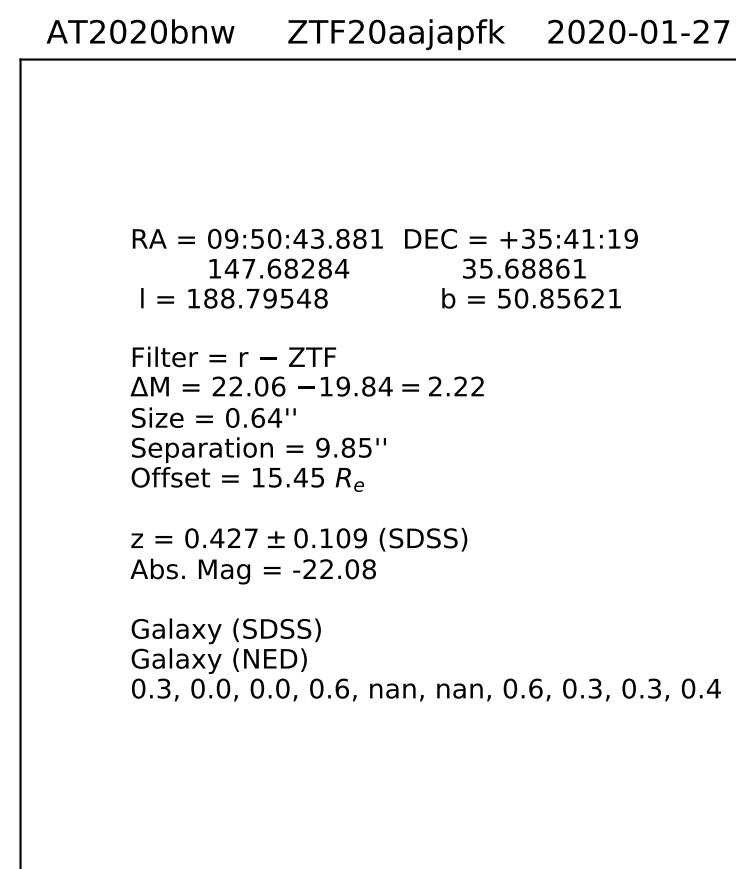 AT2020bnw ZTF20aajapfk 2020-01-27
RA = 09:50:43.881 DEC = +35:41:19
147.68284 35.68861
l = 188.79548 b = 50.85621
Filter = r − ZTF
ΔM = 22.06 −19.84 = 2.22
Size = 0.64''
Separation = 9.85''
Offset = 15.45 Re
z = 0.427 ± 0.109 (SDSS)
Abs. Mag = -22.08
Galaxy (SDSS)
Galaxy (NED)
0.3, 0.0, 0.0, 0.6, nan, nan, 0.6, 0.3, 0.3, 0.4